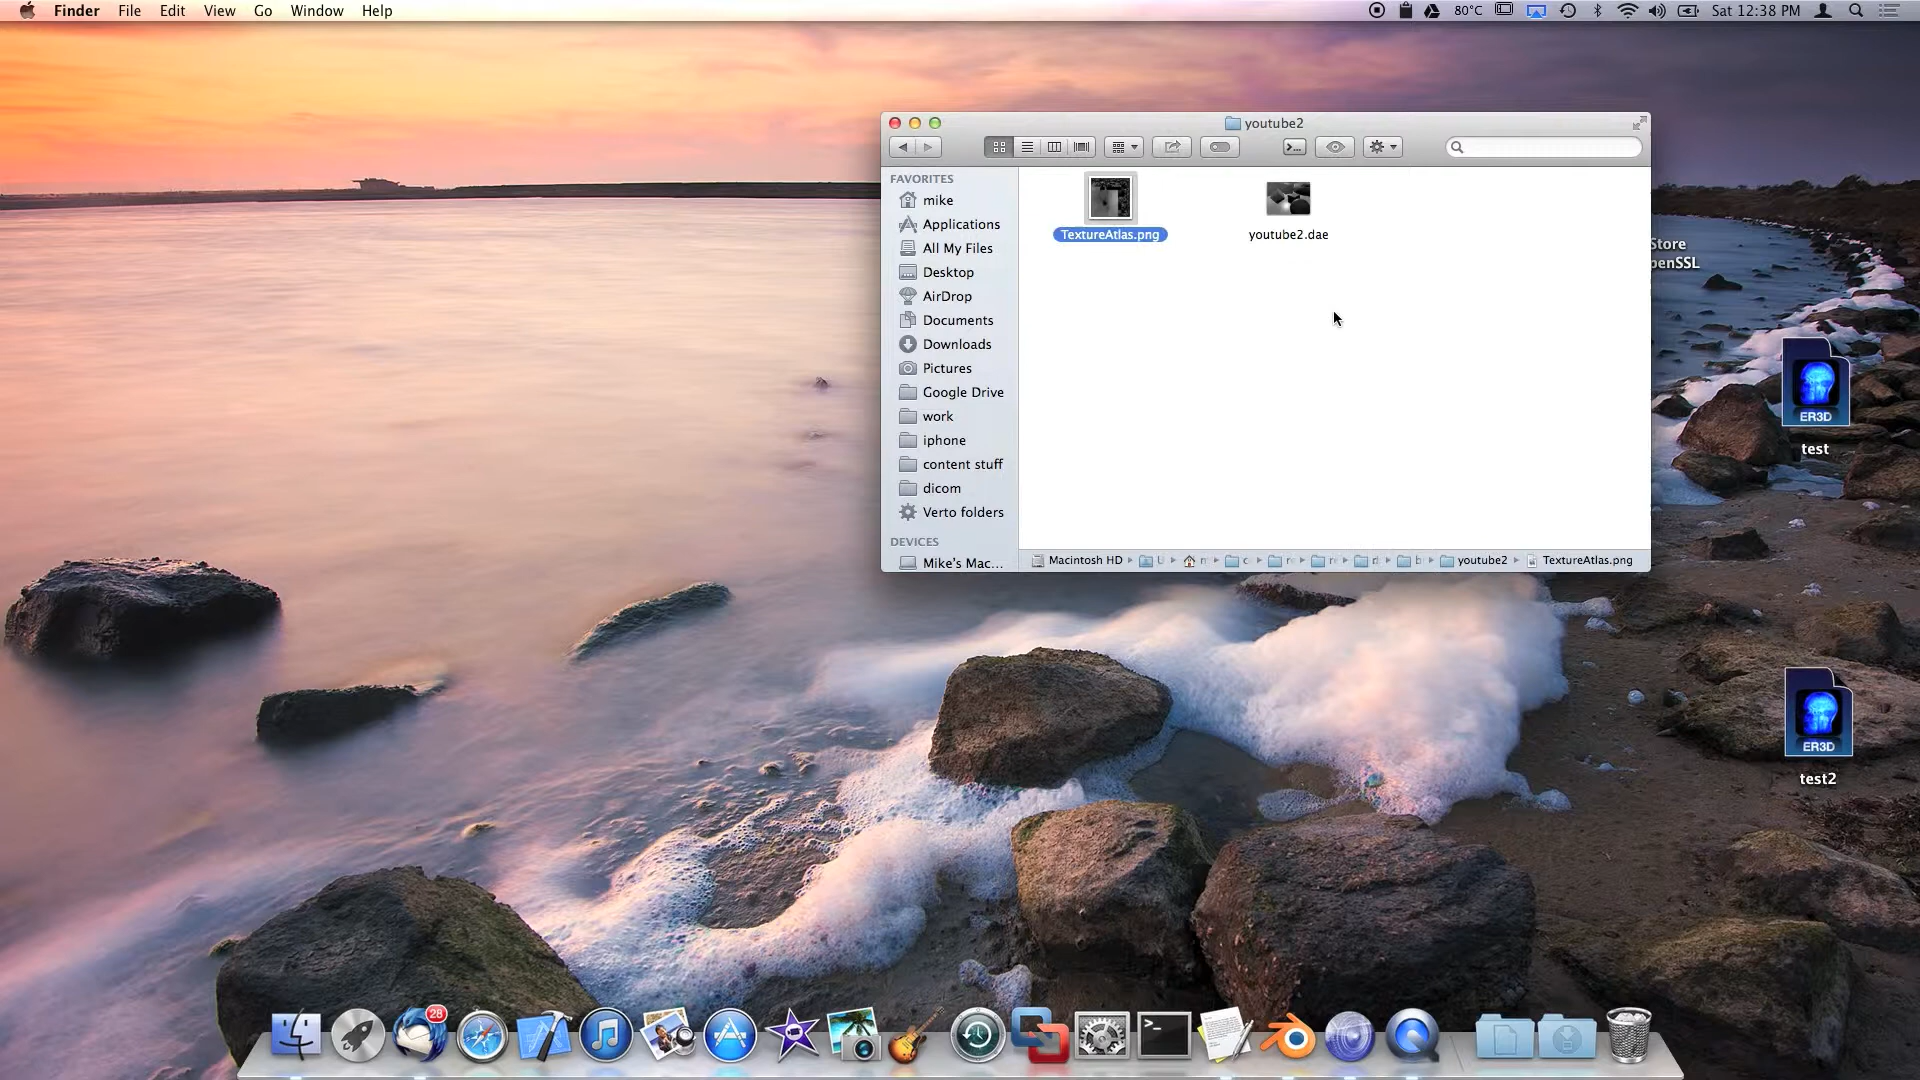 Finder File Edit View Go Window Help
80°C Sat 12:38 PM
youtube2
FAVORITES
mike
Applications
All My Files
Desktop
AirDrop
Documents
Downloads
Pictures
Google Drive
work
iphone
content stuff
dicom
Verto folders
DEVICES
Mike's Mac...
TextureAtlas.png
youtube2.dae
Macintosh HD youtube2 TextureAtlas.png
Store
penSSL
ER3D
test
ER3D
test2
28